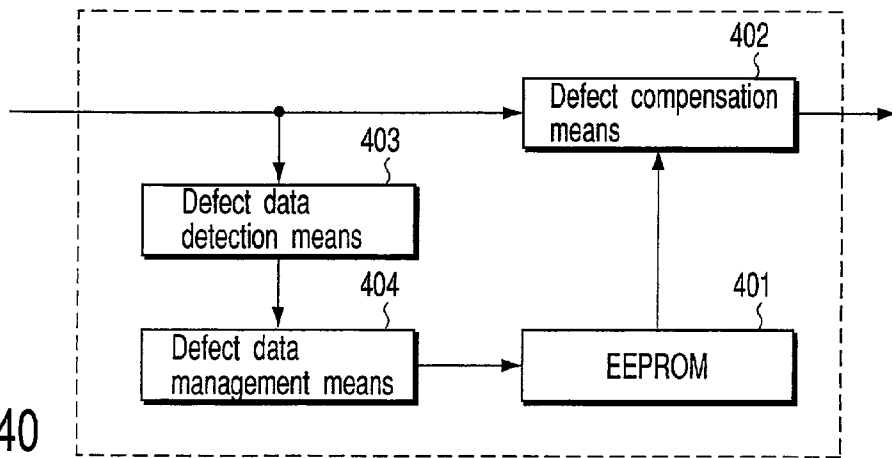 402
Defect compensation
means
403
Defect data
detection means
404
Defect data
management means
401
EEPROM
40